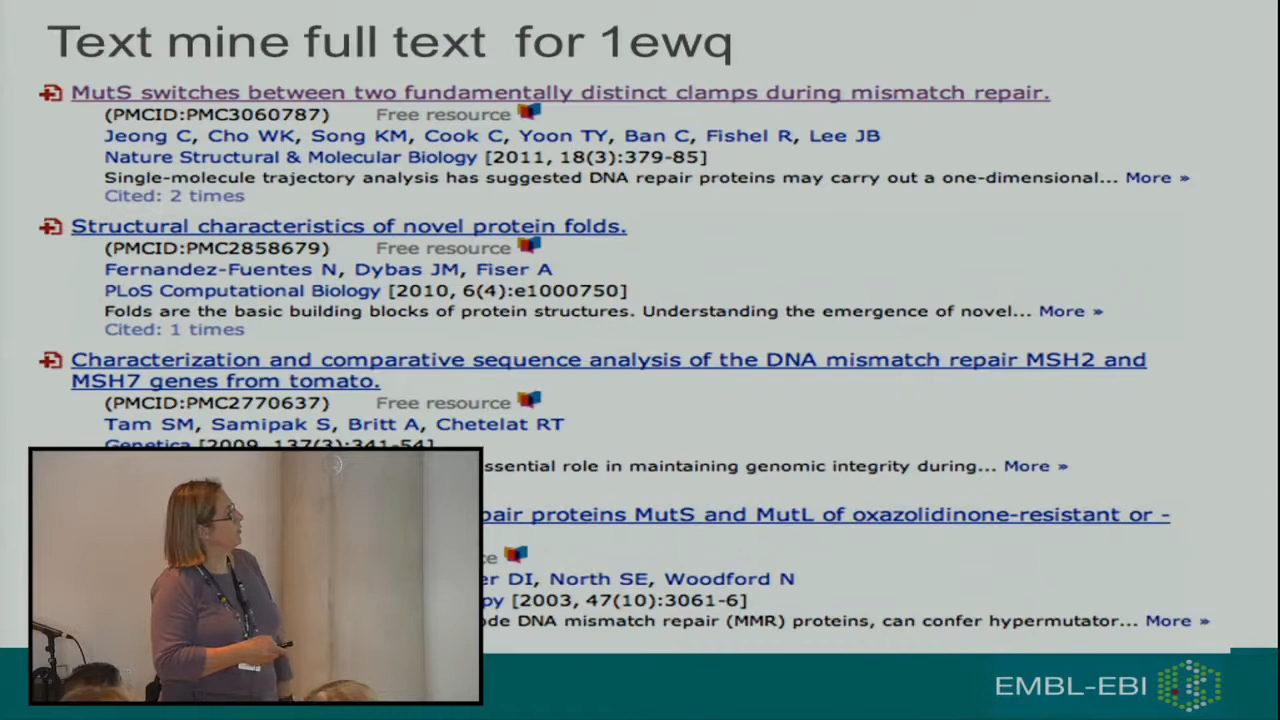 Text mine full text for 1ewq
MutS switches between two fundamentally distinct clamps during mismatch repair.
(PMCID:PMC3060787) Free resource
Jeong C, Cho WK, Song KM, Cook C, Yoon TY, Ban C, Fishel R, Lee JB
Nature Structural & Molecular Biology [2011, 18(3):379-85]
Single-molecule trajectory analysis has suggested DNA repair proteins may carry out a one-dimensional... More »
Cited: 2 times
Structural characteristics of novel protein folds.
(PMCID:PMC2858679) Free resource
Fernandez-Fuentes N, Dybas JM, Fiser A
PLoS Computational Biology [2010, 6(4):e1000750]
Folds are the basic building blocks of protein structures. Understanding the emergence of novel... More »
Cited: 1 times
Characterization and comparative sequence analysis of the DNA mismatch repair MSH2 and
MSH7 genes from tomato.
(PMCID:PMC2770637) Free resource
Tam SM, Samipak S, Britt A, Chetelat RT
Genetica [2009, 137(3):341-54]
ssential role in maintaining genomic integrity during... More »
pair proteins MutS and MutL of oxazolidinone-resistant or -
ce
er DI, North SE, Woodford N
py [2003, 47(10):3061-6]
ode DNA mismatch repair (MMR) proteins, can confer hypermutator... More »
EMBL-EBI